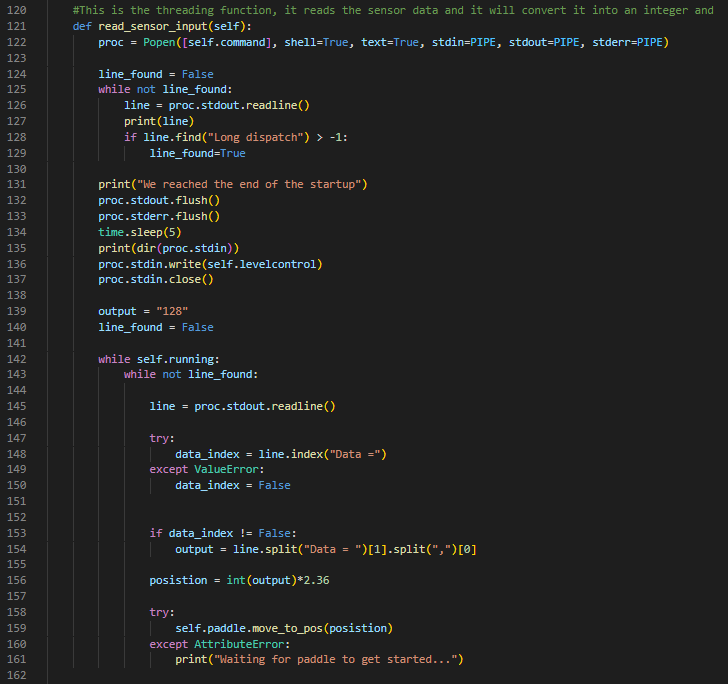 120 #This is the threading function, it reads the sensor data and it will convert it into an integer and
121 def read_sensor_input(self):
122 proc = Popen([self.command], shell=True, text=True, stdin=PIPE, stdout=PIPE, stderr=PIPE)
123
124 line_found = False
125 while not line_found:
126 line = proc.stdout.readline()
127 print(line)
128 if line.find("Long dispatch") > -1:
129 line_found=True
130
131 print("We reached the end of the startup")
132 proc.stdout.flush()
133 proc.stderr.flush()
134 time.sleep(5)
135 print(dir(proc.stdin))
136 proc.stdin.write(self.levelcontrol)
137 proc.stdin.close()
138
139 output = "128"
140 line_found = False
141
142 while self.running:
143 while not line_found:
144
145 line = proc.stdout.readline()
146
147 try:
148 data_index = line.index("Data =")
149 except ValueError:
150 data_index = False
151
152
153 if data_index != False:
154 output = line.split("Data = ")[1].split(",")[0]
155
156 posistion = int(output)*2.36
157
158 try:
159 self.paddle.move_to_pos(posistion)
160 except AttributeError:
161 print("Waiting for paddle to get started...")
162